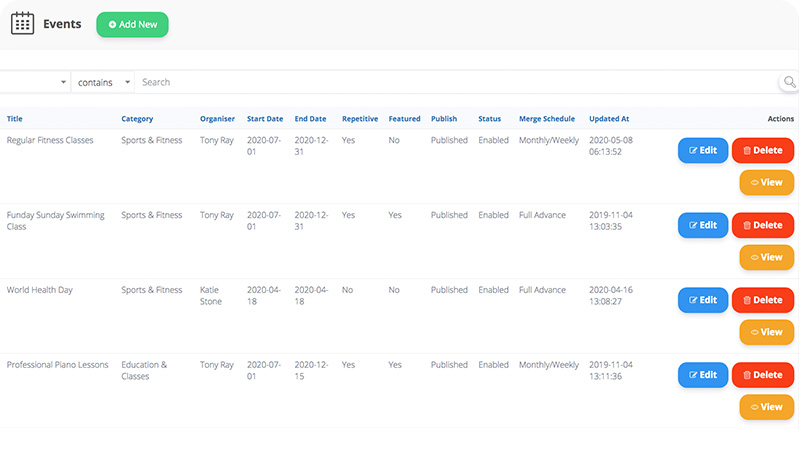 Events Add New
contains Search
Title Category Organiser Start Date End Date Repetitive Featured Publish Status Merge Schedule Updated At Actions
Regular Fitness Classes Sports & Fitness Tony Ray 2020-07- 2020-12- Yes No Published Enabled Monthly/Weekly 2020-05-08 Edit Delete
01 31 06:13:52
View
Funday Sunday Swimming Sports & Fitness Tony Ray 2020-07- 2020-12- Yes Yes Published Enabled Full Advance 2019-11-04 Edit Delete
Class 01 31 13:03:35
View
World Health Day Sports & Fitness Katie 2020-04- 2020-04- No No Published Enabled Full Advance 2020-04-16 Edit Delete
Stone 18 18 13:08:27
View
Professional Piano Lessons Education & Tony Ray 2020-07- 2020-12- Yes Yes Published Enabled Monthly/Weekly 2019-11-04 Edit Delete
Classes 01 15 13:11:36
View